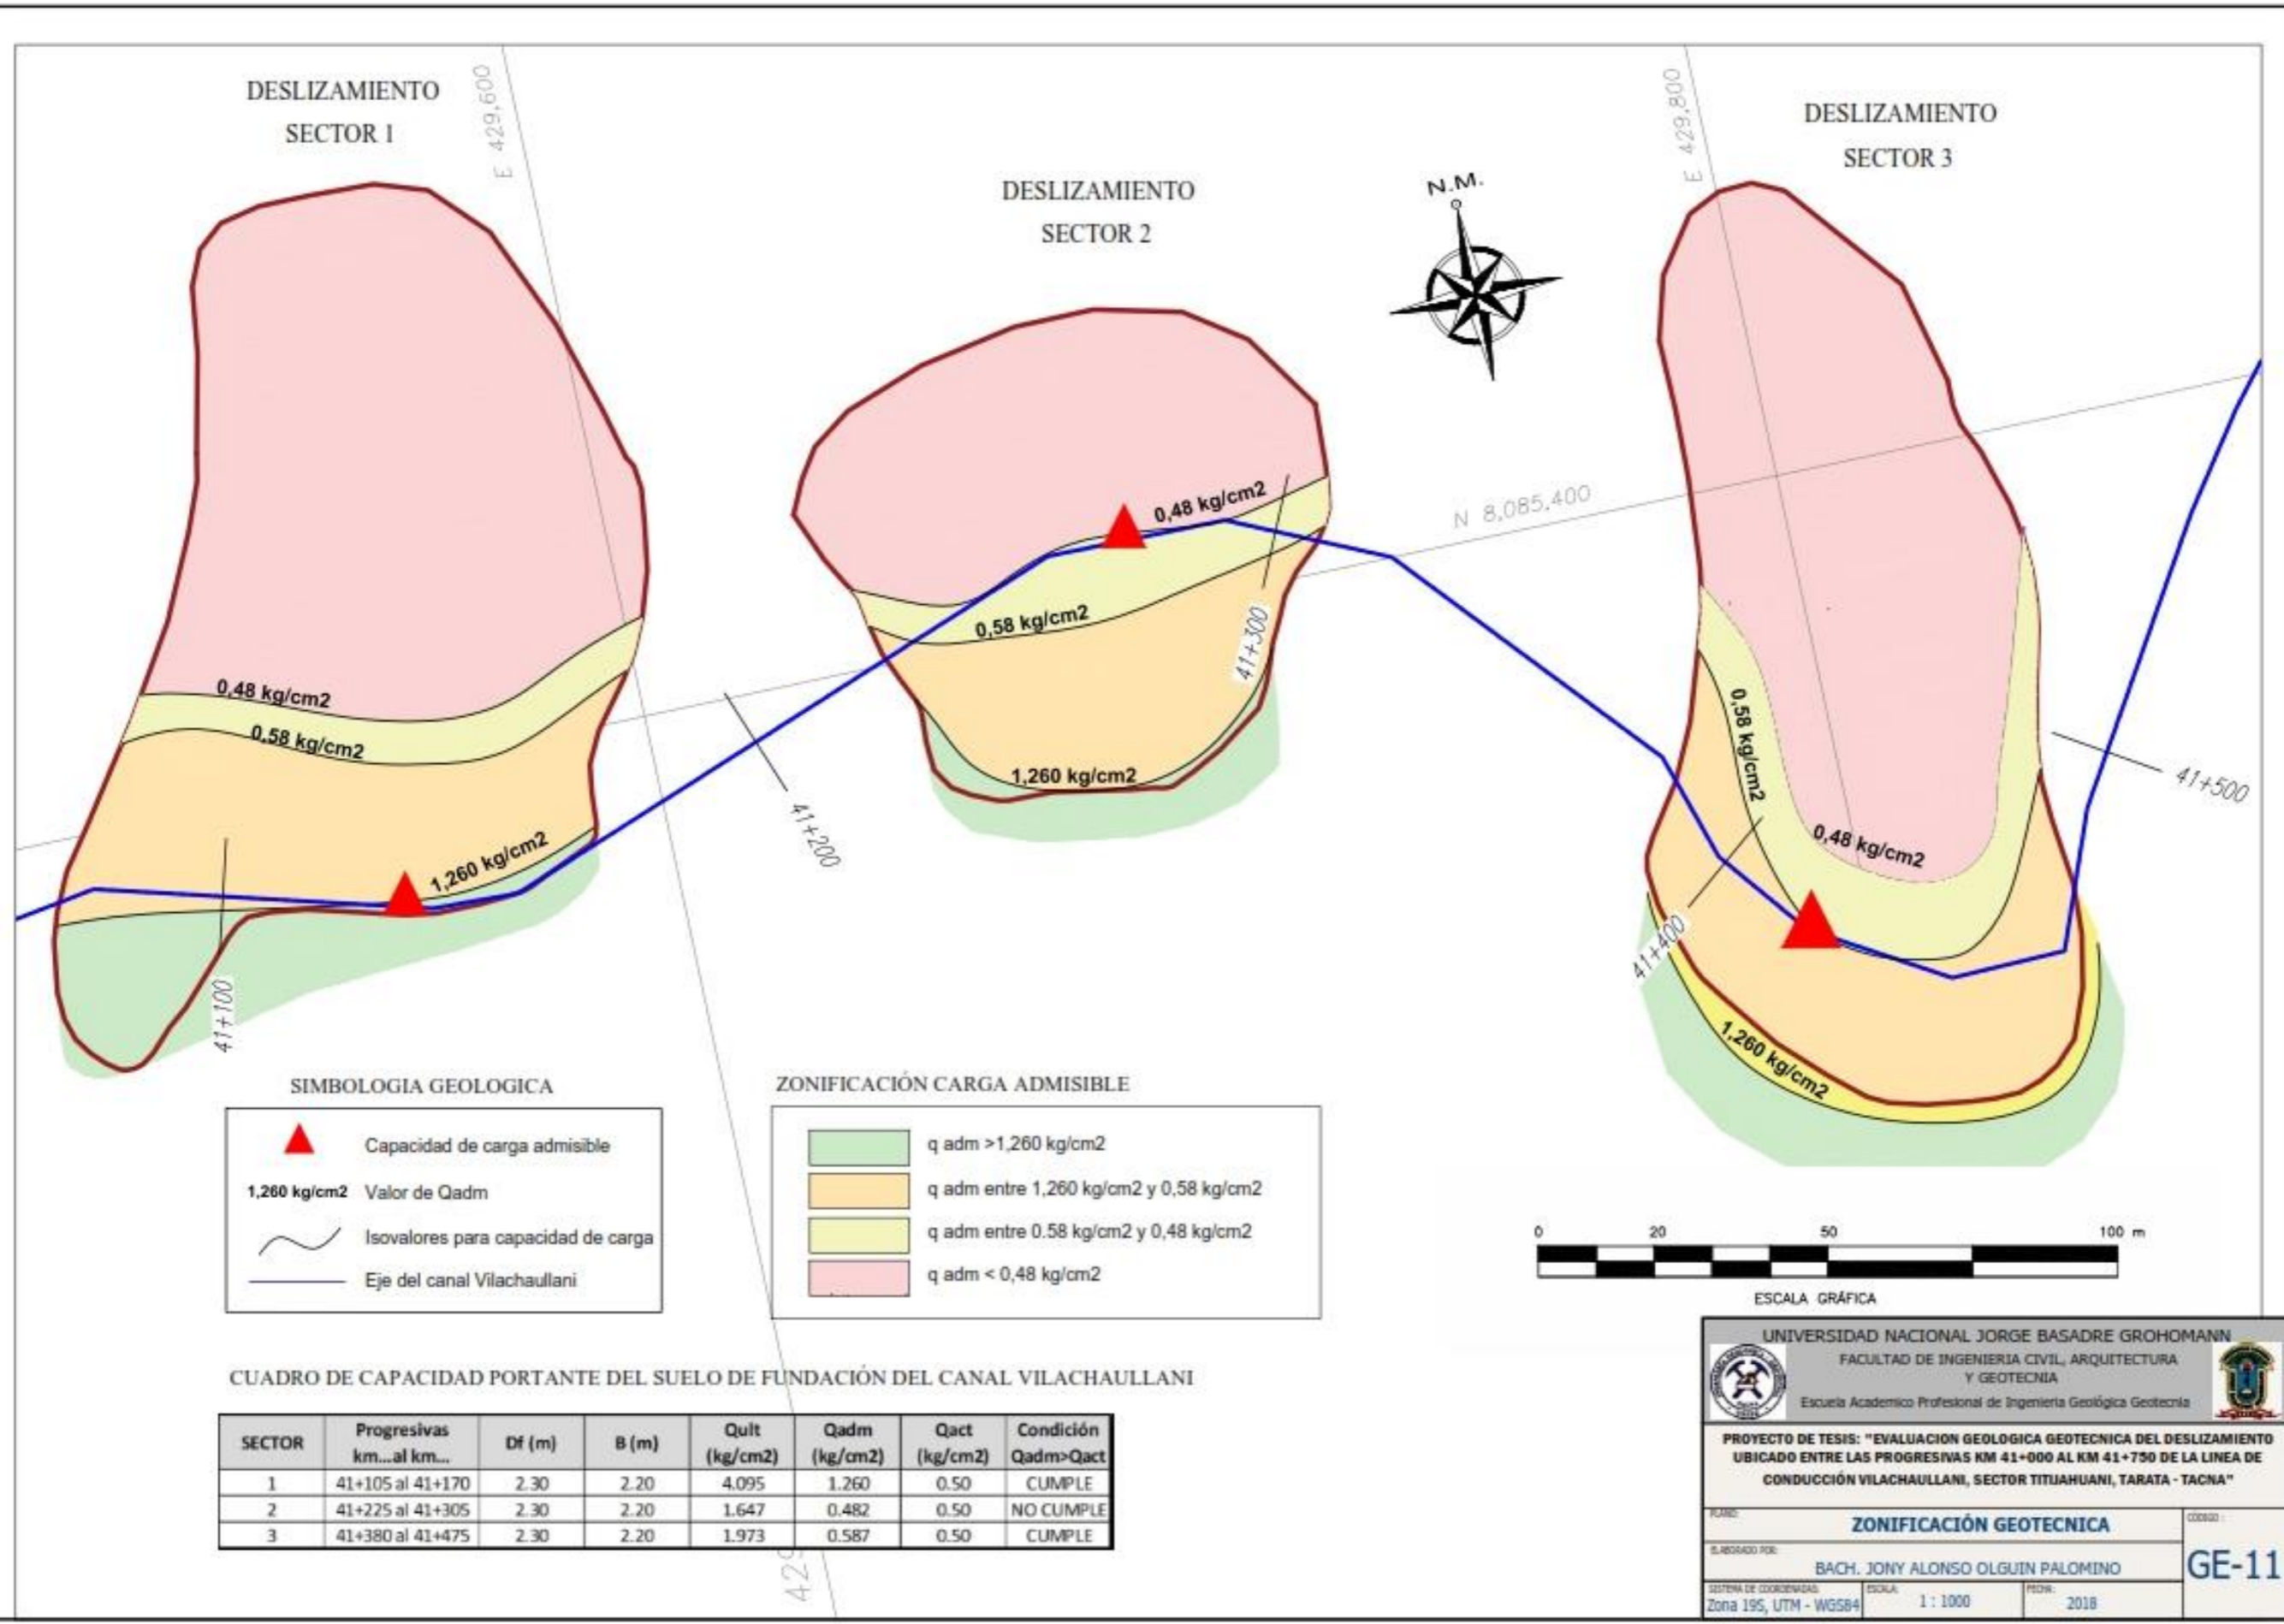 DESLIZAMIENTO
SECTOR 1
E 429,600
DESLIZAMIENTO
SECTOR 2
N.M.
E 429,800
DESLIZAMIENTO
SECTOR 3
0,48 kg/cm2
0,58 kg/cm2
1,260 kg/cm2
41+100
41+200
0,48 kg/cm2
0,58 kg/cm2
1,260 kg/cm2
41+300
N 8,085,400
0,58 kg/cm2
0,48 kg/cm2
1,260 kg/cm2
41+400
41+500
SIMBOLOGIA GEOLOGICA
Capacidad de carga admisible
1,260 kg/cm2 Valor de Qadm
Isovalores para capacidad de carga
Eje del canal Vilachaullani
ZONIFICACIÓN CARGA ADMISIBLE
q adm >1,260 kg/cm2
q adm entre 1,260 kg/cm2 y 0,58 kg/cm2
q adm entre 0.58 kg/cm2 y 0,48 kg/cm2
q adm < 0,48 kg/cm2
0 20 50 100 m
ESCALA GRÁFICA
CUADRO DE CAPACIDAD PORTANTE DEL SUELO DE FUNDACIÓN DEL CANAL VILACHAULLANI
SECTOR Progresivas km...al km... Df (m) B (m) Qult (kg/cm2) Qadm (kg/cm2) Qact (kg/cm2) Condición Qadm>Qact
1 41+105 al 41+170 2.30 2.20 4.095 1.260 0.50 CUMPLE
2 41+225 al 41+305 2.30 2.20 1.647 0.482 0.50 NO CUMPLE
3 41+380 al 41+475 2.30 2.20 1.973 0.587 0.50 CUMPLE
429
UNIVERSIDAD NACIONAL JORGE BASADRE GROHOMANN
FACULTAD DE INGENIERIA CIVIL, ARQUITECTURA
Y GEOTECNIA
Escuela Academico Profesional de Ingenieria Geológica Geotecnia
PROYECTO DE TESIS: "EVALUACION GEOLOGICA GEOTECNICA DEL DESLIZAMIENTO
UBICADO ENTRE LAS PROGRESIVAS KM 41+000 AL KM 41+750 DE LA LINEA DE
CONDUCCIÓN VILACHAULLANI, SECTOR TITIJAHUANI, TARATA - TACNA"
PLANO:
ZONIFICACIÓN GEOTECNICA
CÓDIGO :
GE-11
ELABORADO POR:
BACH. JONY ALONSO OLGUIN PALOMINO
SISTEMA DE COORDENADAS:
Zona 19S, UTM - WGS84
ESCALA:
1 : 1000
FECHA:
2018